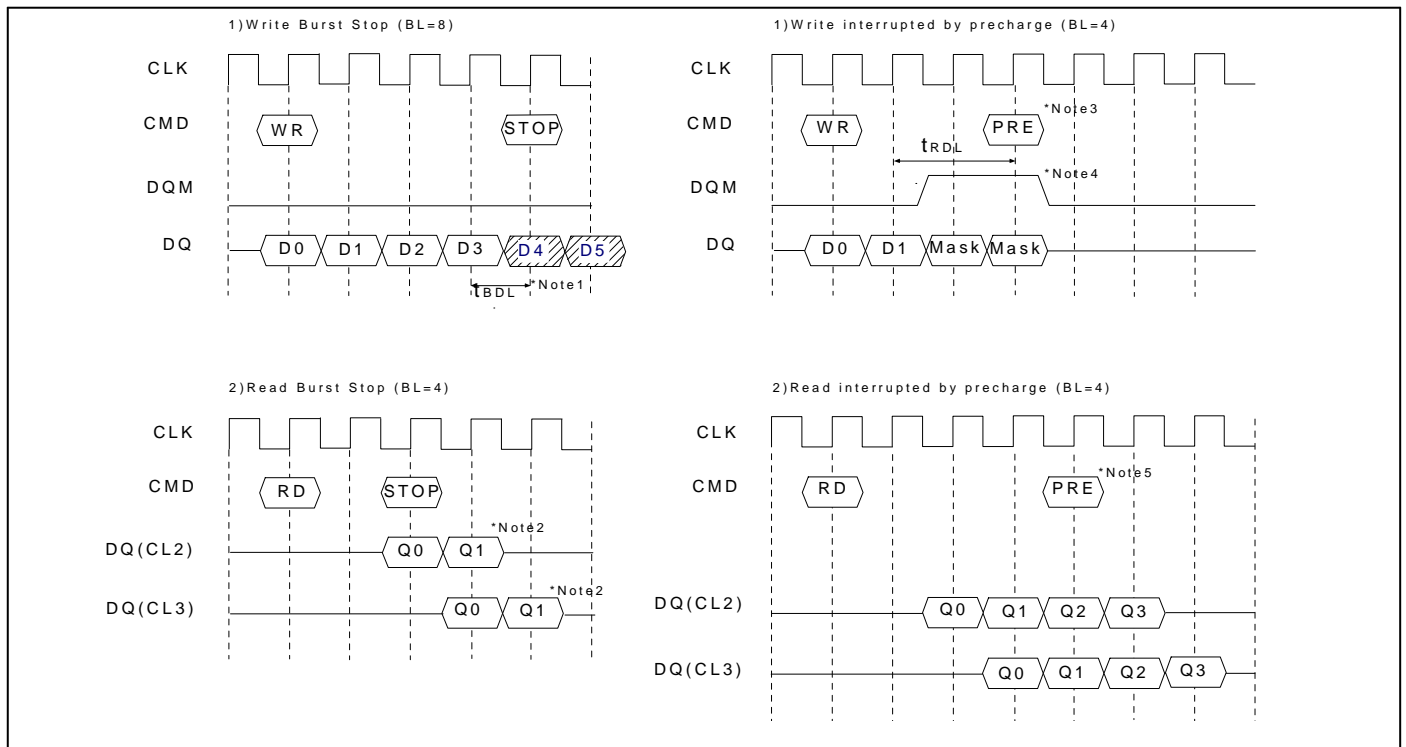 1)Write Burst Stop (BL=8)
CLK
CMD
WR
STOP
DQM
DQ
D0 D1 D2 D3 D4 D5
tBDL
*Note1
1)Write interrupted by precharge (BL=4)
CLK
CMD
WR
PRE
*Note3
tRDL
DQM
*Note4
DQ
D0 D1 Mask Mask
2)Read Burst Stop (BL=4)
CLK
CMD
RD
STOP
*Note2
DQ(CL2)
Q0 Q1
*Note2
DQ(CL3)
Q0 Q1
2)Read interrupted by precharge (BL=4)
CLK
CMD
RD
PRE
*Note5
DQ(CL2)
Q0 Q1 Q2 Q3
DQ(CL3)
Q0 Q1 Q2 Q3